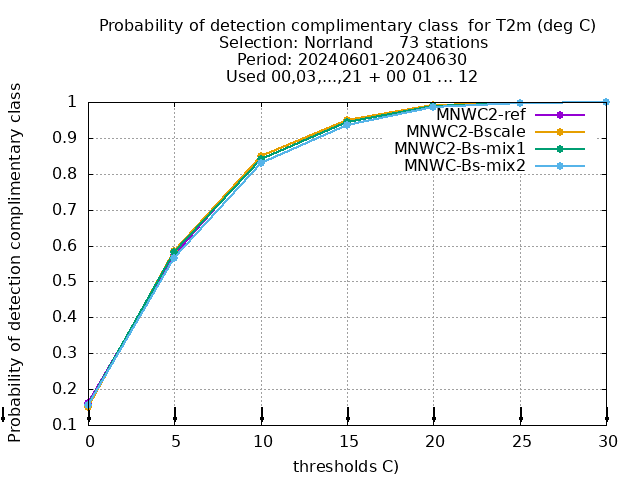 Probability of detection complimentary class  for T2m (deg C)
Selection: Norrland     73 stations
Period: 20240601-20240630
Used 00,03,...,21 + 00 01 ... 12
Probability of detection complimentary class
1
0.9
0.8
0.7
0.6
0.5
0.4
0.3
0.2
0.1
MNWC2-ref
MNWC2-Bscale
MNWC2-Bs-mix1
MNWC-Bs-mix2
0 5 10 15 20 25 30
thresholds C)